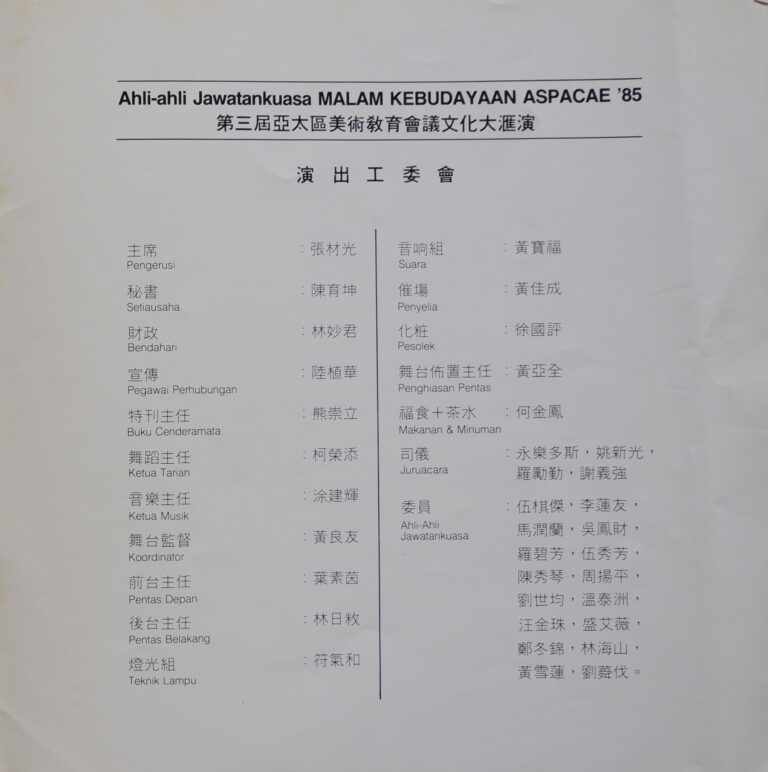 Ahli-ahli Jawatankuasa MALAM KEBUDAYAAN ASPACAE '85
第三屆亞太區美術教育會議文化大滙演
演出工委會
主席 : 張材光
Pengerusi
秘書 : 陳育坤
Setiausaha
財政 : 林妙君
Bendahari
宣傳 : 陸植華
Pegawai Perhubungan
特刊主任 : 熊崇立
Buku Cenderamata
舞蹈主任 : 柯榮添
Ketua Tarian
音樂主任 : 涂建輝
Ketua Musik
舞台監督 : 黃良友
Koordinator
前台主任 : 葉素茵
Pentas Depan
後台主任 : 林日敉
Pentas Belakang
燈光組 : 符氣和
Teknik Lampu
音响組 : 黃寶福
Suara
催塲 : 黃佳成
Penyelia
化粧 : 徐國評
Pesolek
舞台佈置主任 : 黃亞全
Penghiasan Pentas
福食＋茶水 : 何金鳳
Makanan & Minuman
司儀 : 永樂多斯，姚新光，
Juruacara
羅勵勤，謝義強
委員 : 伍棋傑，李蓮友，
Ahli-Ahli
Jawatankuasa
馬潤蘭，吳鳳財，
羅碧芳，伍秀芳，
陳秀琴，周揚平，
劉世均，溫泰洲，
汪金珠，盛艾薇，
鄭冬錦，林海山，
黃雪蓮，劉蕣伐。